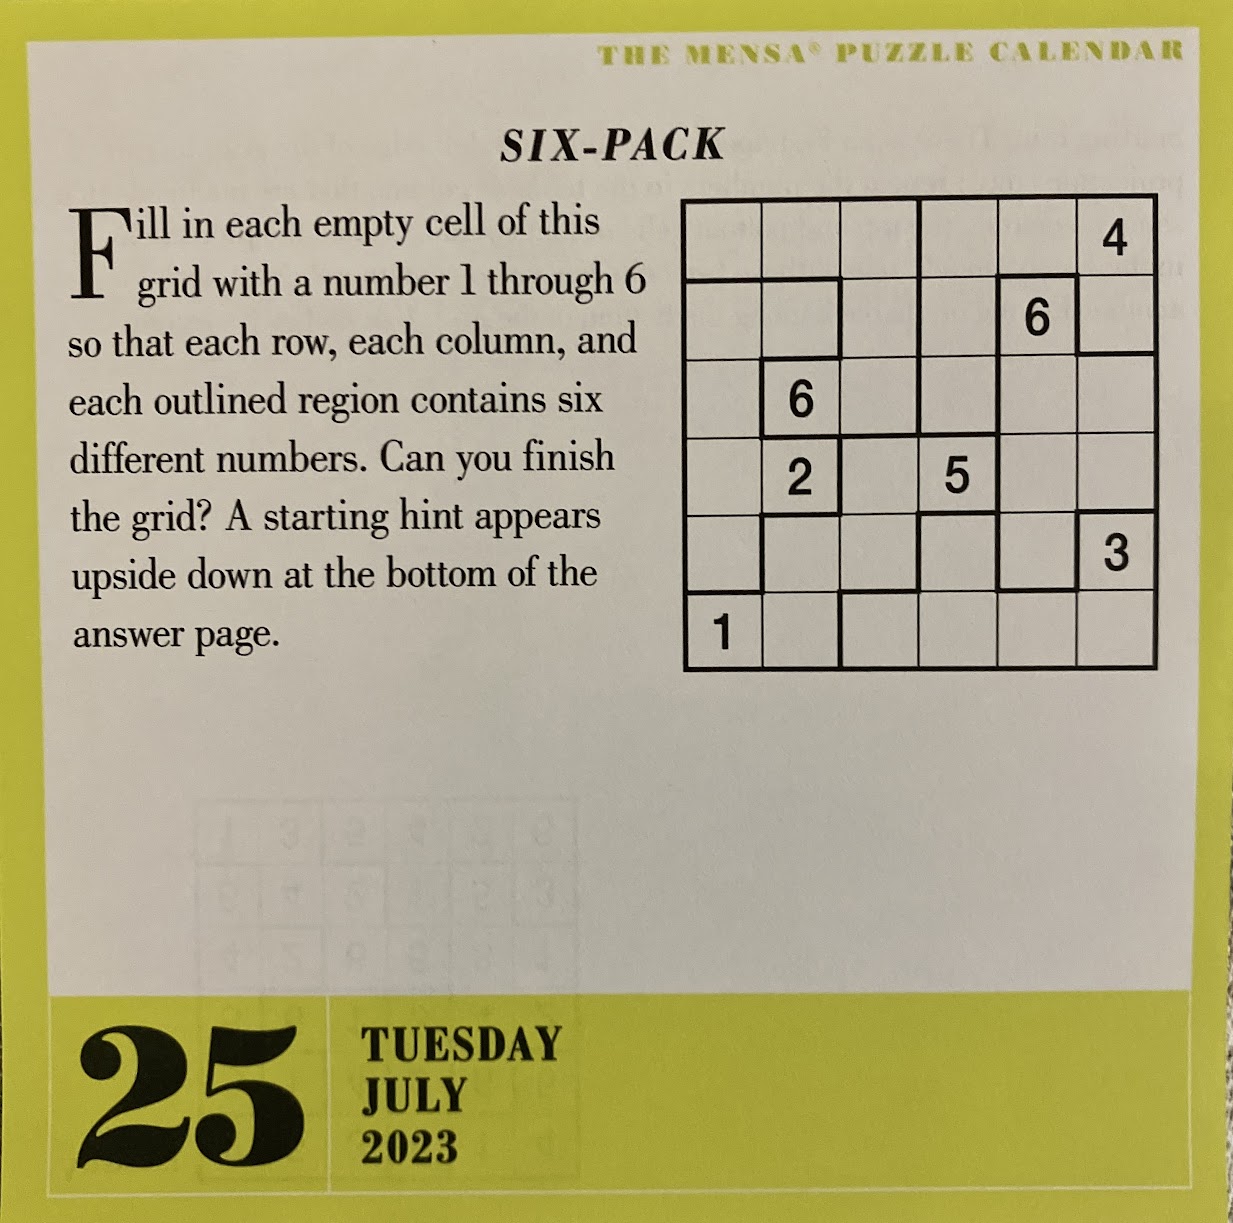 THE MENSA® PUZZLE CALENDAR
SIX-PACK
Fill in each empty cell of this
grid with a number 1 through 6
so that each row, each column, and
each outlined region contains six
different numbers. Can you finish
the grid? A starting hint appears
upside down at the bottom of the
answer page.
4
6
6
2 5
3
1
25
TUESDAY
JULY
2023